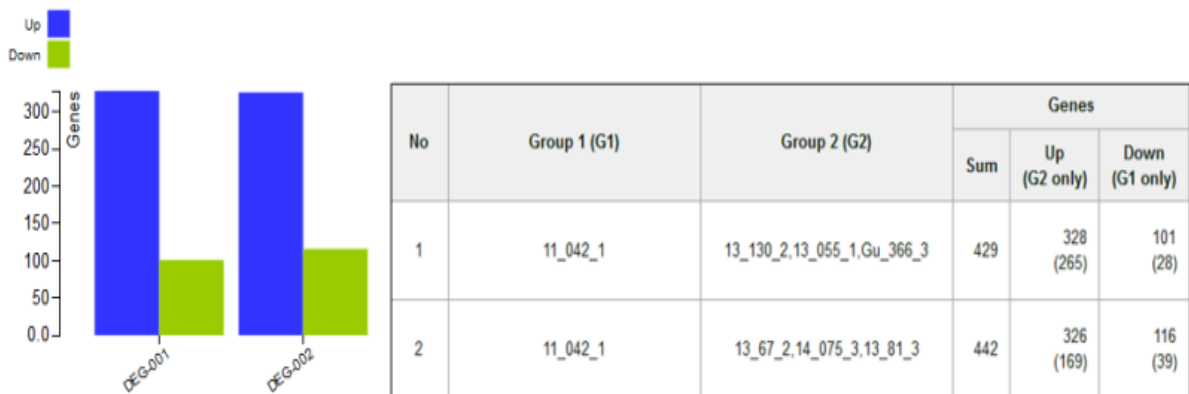 Up
Down
Genes
300
250
200
150
100
50
0.0
DEG-001
DEG-002
No
Group 1 (G1)
Group 2 (G2)
Genes
Sum
Up
(G2 only)
Down
(G1 only)
1
11_042_1
13_130_2,13_055_1,Gu_366_3
429
328
(265)
101
(28)
2
11_042_1
13_67_2,14_075_3,13_81_3
442
326
(169)
116
(39)